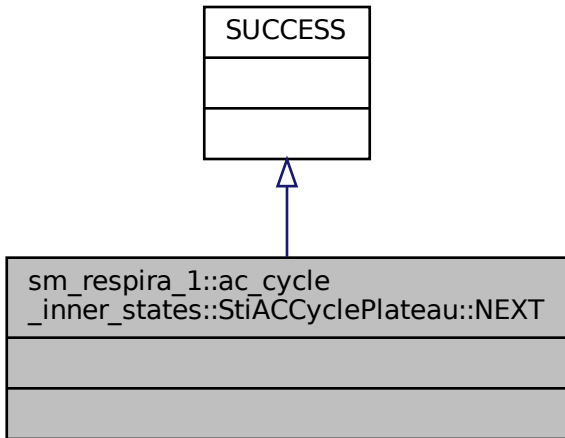 SUCCESS
sm_respira_1::ac_cycle
_inner_states::StiACCyclePlateau::NEXT